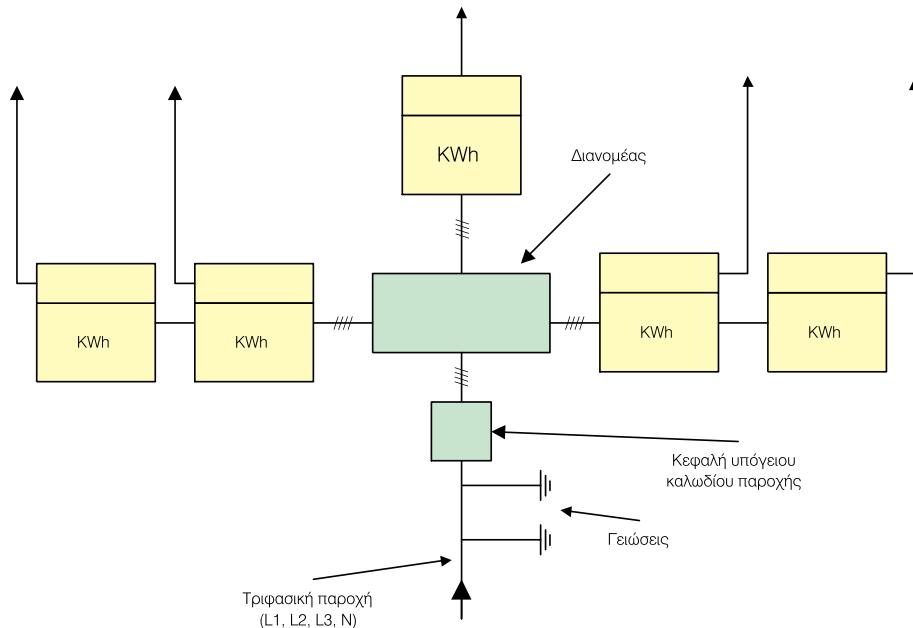 KWh
Διανομέας
KWh
KWh
KWh
KWh
Κεφαλή υπόγειου
καλωδίου παροχής
Γειώσεις
Τριφασική παροχή
(L1, L2, L3, N)